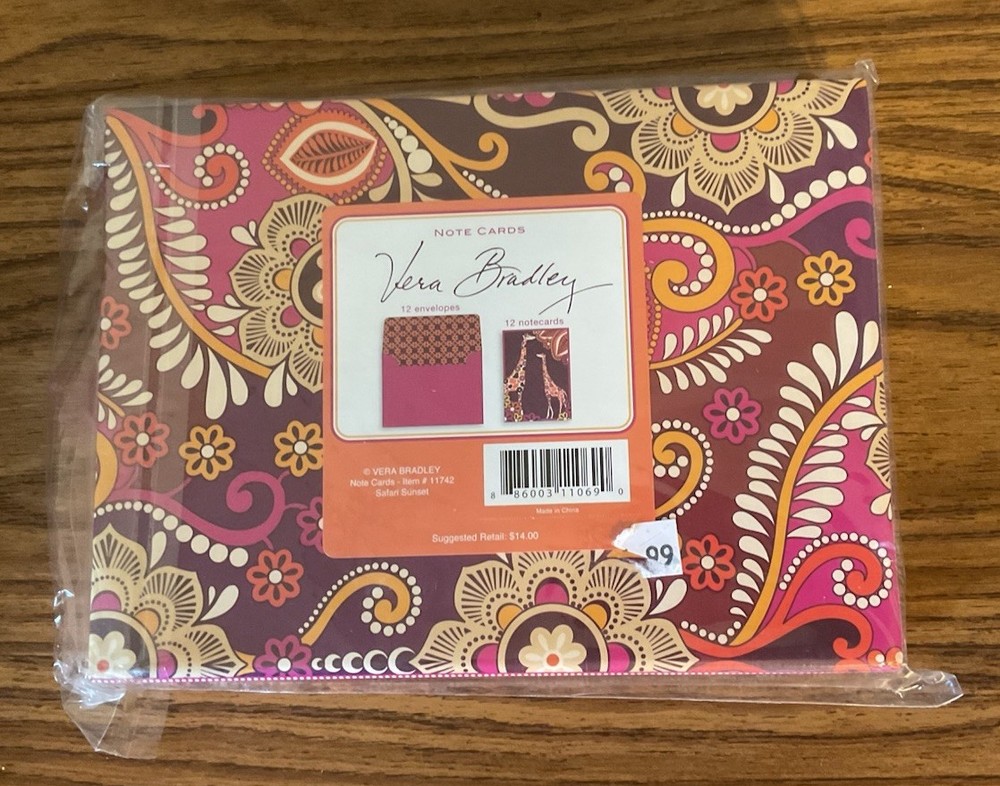 NOTE CARDS
Vera Bradley
12 envelopes
12 notecards
© VERA BRADLEY
Note Cards - Item # 11742
Safari Sunset
8 86003 11069 0
Made in China
Suggested Retail: $14.00
99